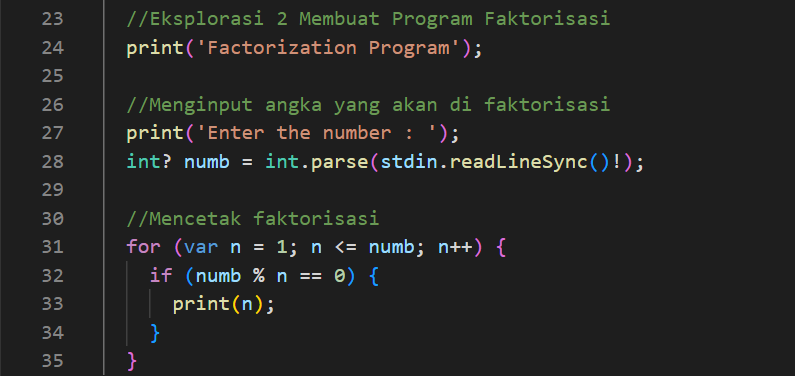 23 //Eksplorasi 2 Membuat Program Faktorisasi
24 print('Factorization Program');
25
26 //Menginput angka yang akan di faktorisasi
27 print('Enter the number : ');
28 int? numb = int.parse(stdin.readLineSync()!);
29
30 //Mencetak faktorisasi
31 for (var n = 1; n <= numb; n++) {
32 if (numb % n == 0) {
33 print(n);
34 }
35 }